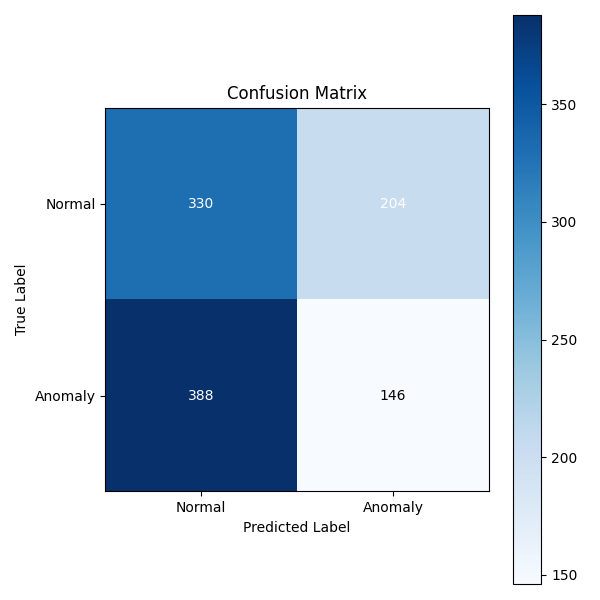 Confusion Matrix
350
300
250
200
150
True Label
Normal
330
204
Anomaly
388
146
Normal
Anomaly
Predicted Label